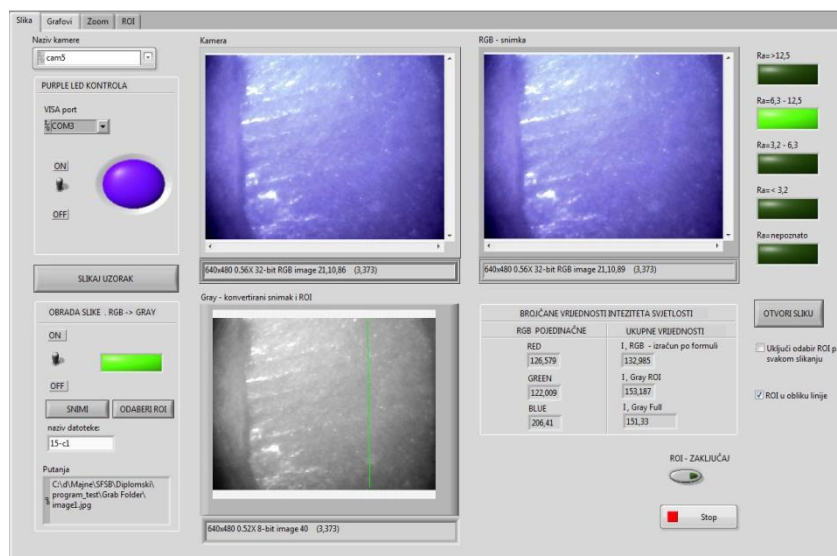 Slika Grafovi Zoom ROI
Naziv kamere
cam5
PURPLE LED KONTROLA
VISA port
COM3
ON
OFF
SLIKAJ UZORAK
OBRADA SLIKE . RGB -> GRAY
ON
OFF
SNIMI ODABERI ROI
naziv datoteke:
15-c1
Putanja
C:\d\Majne\SFSB\Diplomski\
program_test\Grab Folder\
image1.jpg
Kamera
640x480 0.56X 32-bit RGB image 21,10,86 (3,373)
RGB - snimka
640x480 0.56X 32-bit RGB image 21,10,89 (3,373)
Gray - konvertirani snimak i ROI
640x480 0.52X 8-bit image 40 (3,373)
BROJČANE VRIJEDNOSTI INTEZITETA SVJETLOSTI
RGB POJEDINAČNE UKUPNE VRIJEDNOSTI
RED I, RGB - izračun po formuli
126,579 132,985
GREEN I, Gray ROI
122,009 153,187
BLUE I, Gray Full
206,41 151,33
ROI - ZAKLJUČAJ
Stop
Ra=>12,5
Ra=6,3 - 12,5
Ra=3,2 - 6,3
Ra=< 3,2
Ra=nepoznato
OTVORI SLIKU
Uključi odabir ROI p
svakom slikanju
ROI u obliku linije